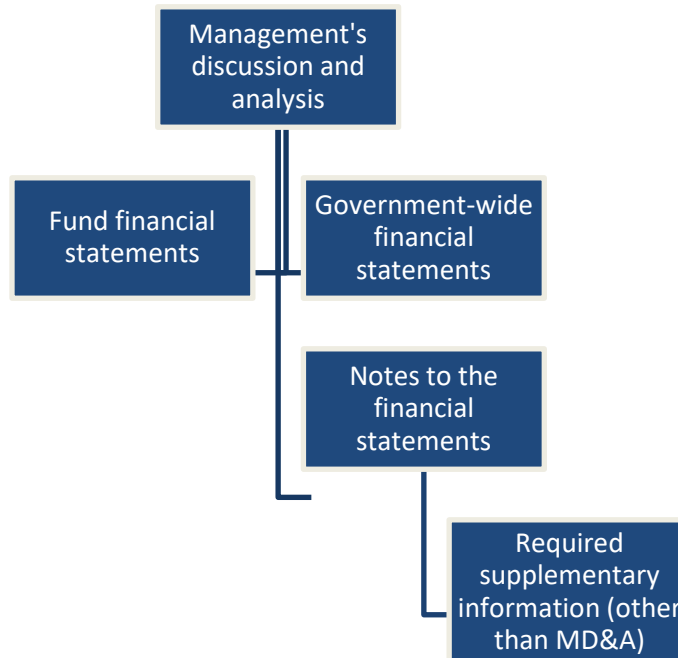 Management's
discussion and
analysis
Fund financial
statements
Government-wide
financial
statements
Notes to the
financial
statements
Required
supplementary
information (other
than MD&A)